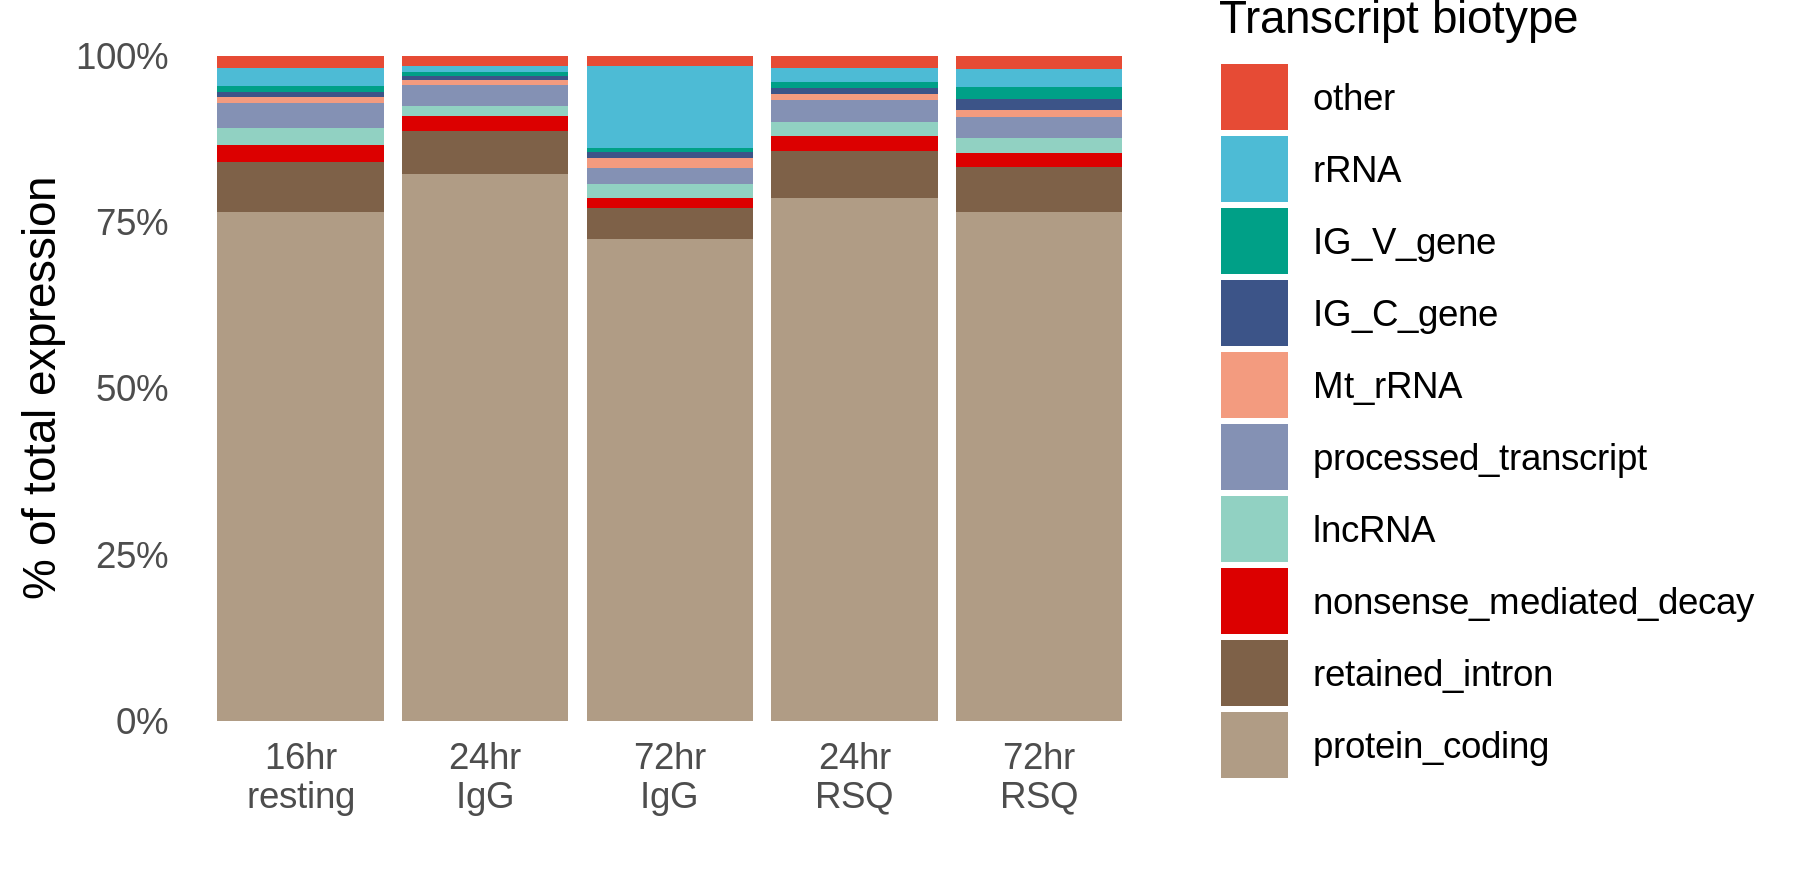 % of total expression
100%
75%
50%
25%
0%
16hr
resting
24hr
IgG
72hr
IgG
24hr
RSQ
72hr
RSQ
Transcript biotype
other
rRNA
IG_V_gene
IG_C_gene
Mt_rRNA
processed_transcript
lncRNA
nonsense_mediated_decay
retained_intron
protein_coding